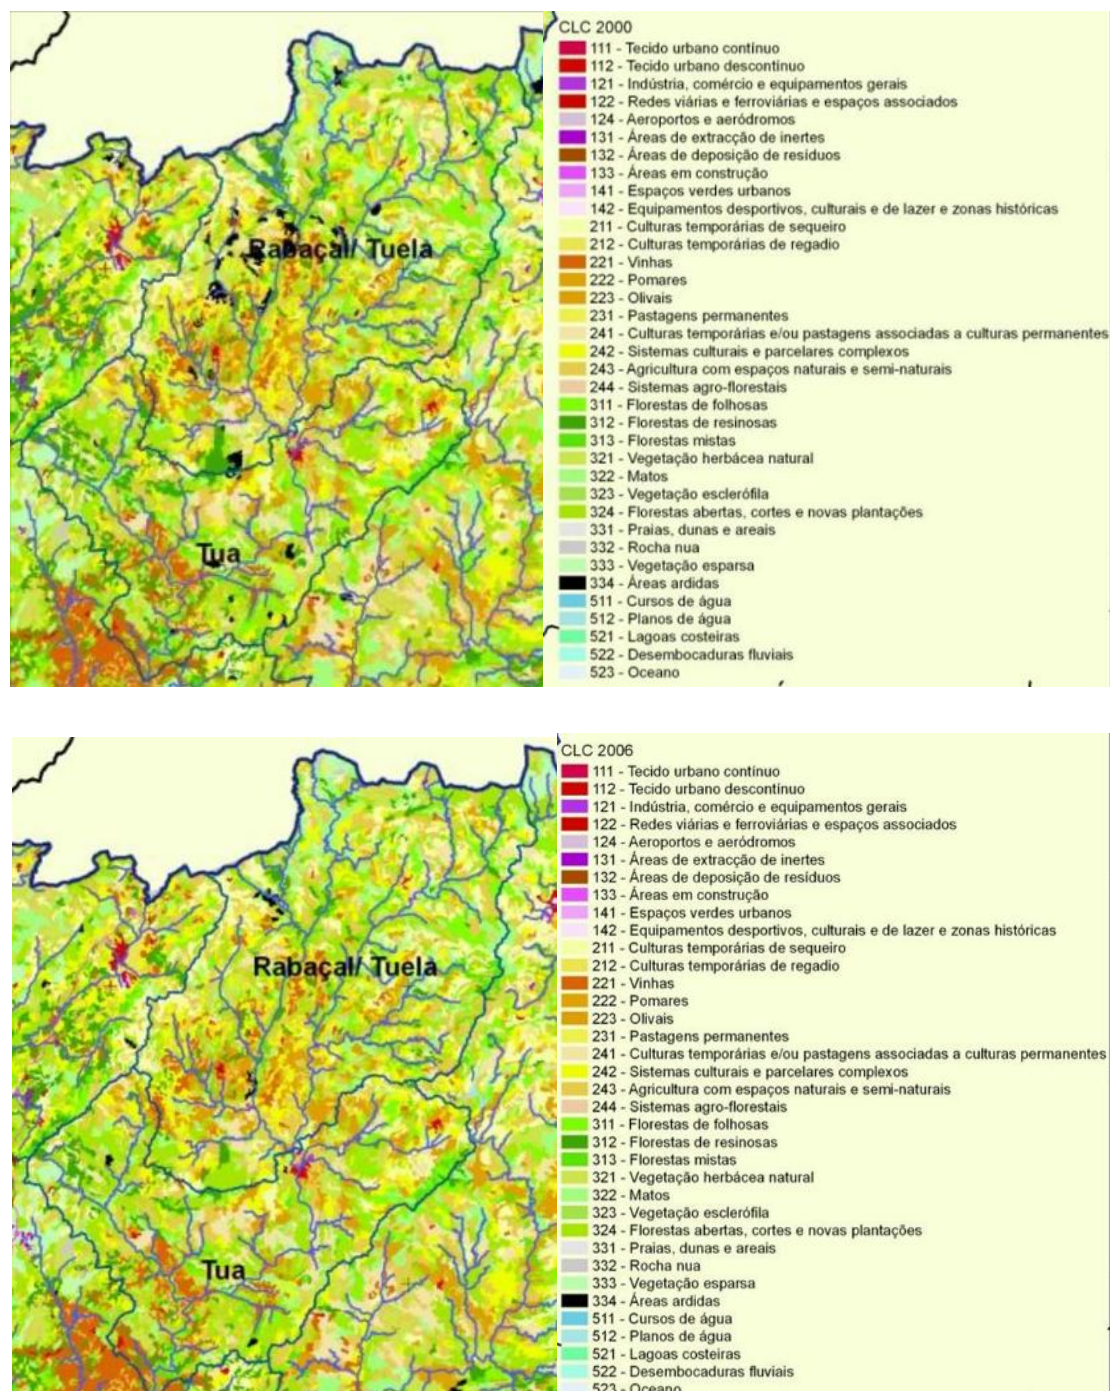 CLC 2000
111 - Tecido urbano contínuo
112 - Tecido urbano descontínuo
121 - Indústria, comércio e equipamentos gerais
122 - Redes viárias e ferroviárias e espaços associados
124 - Aeroportos e aeródromos
131 - Áreas de extracção de inertes
132 - Áreas de deposição de resíduos
133 - Áreas em construção
141 - Espaços verdes urbanos
142 - Equipamentos desportivos, culturais e de lazer e zonas históricas
211 - Culturas temporárias de sequeiro
212 - Culturas temporárias de regadio
221 - Vinhas
222 - Pomares
223 - Olivais
231 - Pastagens permanentes
241 - Culturas temporárias e/ou pastagens associadas a culturas permanentes
242 - Sistemas culturais e parcelares complexos
243 - Agricultura com espaços naturais e semi-naturais
244 - Sistemas agro-florestais
311 - Florestas de folhosas
312 - Florestas de resinosas
313 - Florestas mistas
321 - Vegetação herbácea natural
322 - Matos
323 - Vegetação esclerófila
324 - Florestas abertas, cortes e novas plantações
331 - Praias, dunas e areais
332 - Rocha nua
333 - Vegetação esparsa
334 - Áreas ardidas
511 - Cursos de água
512 - Planos de água
521 - Lagoas costeiras
522 - Desembocaduras fluviais
523 - Oceano
Rabaçal/ Tuela
Tua
CLC 2006
111 - Tecido urbano contínuo
112 - Tecido urbano descontínuo
121 - Indústria, comércio e equipamentos gerais
122 - Redes viárias e ferroviárias e espaços associados
124 - Aeroportos e aeródromos
131 - Áreas de extracção de inertes
132 - Áreas de deposição de resíduos
133 - Áreas em construção
141 - Espaços verdes urbanos
142 - Equipamentos desportivos, culturais e de lazer e zonas históricas
211 - Culturas temporárias de sequeiro
212 - Culturas temporárias de regadio
221 - Vinhas
222 - Pomares
223 - Olivais
231 - Pastagens permanentes
241 - Culturas temporárias e/ou pastagens associadas a culturas permanentes
242 - Sistemas culturais e parcelares complexos
243 - Agricultura com espaços naturais e semi-naturais
244 - Sistemas agro-florestais
311 - Florestas de folhosas
312 - Florestas de resinosas
313 - Florestas mistas
321 - Vegetação herbácea natural
322 - Matos
323 - Vegetação esclerófila
324 - Florestas abertas, cortes e novas plantações
331 - Praias, dunas e areais
332 - Rocha nua
333 - Vegetação esparsa
334 - Áreas ardidas
511 - Cursos de água
512 - Planos de água
521 - Lagoas costeiras
522 - Desembocaduras fluviais
523 - Oceano
Rabaçal/ Tuela
Tua